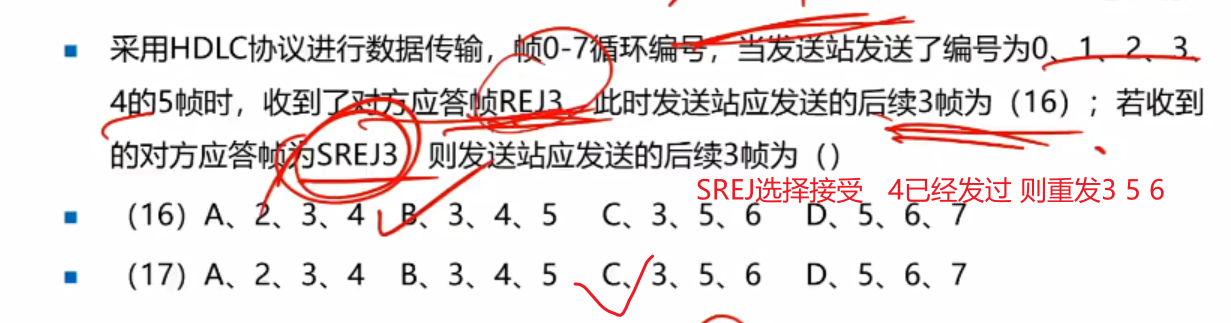 采用HDLC协议进行数据传输，帧0-7循环编号，当发送站发送了编号为0、1、2、3、
4的5帧时，收到了对方应答帧REJ3，此时发送站应发送的后续3帧为（16）；若收到
的对方应答帧为SREJ3，则发送站应发送的后续3帧为（）
SREJ选择接受 4已经发过 则重发3 5 6
（16）A、2、3、4 B、3、4、5 C、3、5、6 D、5、6、7
（17）A、2、3、4 B、3、4、5 C、3、5、6 D、5、6、7